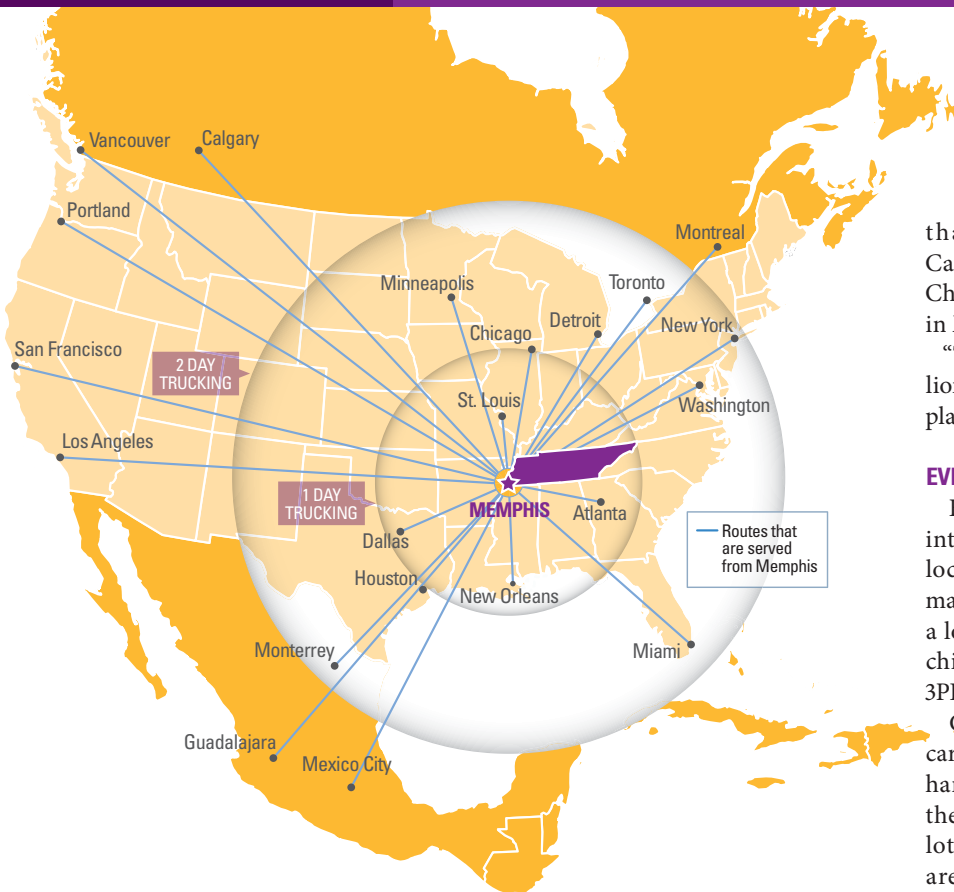 Vancouver
Calgary
Portland
Montreal
Minneapolis
Toronto
Chicago
Detroit
New York
San Francisco
2 DAY
TRUCKING
St. Louis
Washington
Los Angeles
1 DAY
TRUCKING
MEMPHIS
Atlanta
Dallas
Routes that
are served
from Memphis
Houston
New Orleans
Monterrey
Miami
Guadalajara
Mexico City
tha
Ca
Ch
in
“
lion
pla
EV
int
loc
ma
a lo
chi
3PL
car
har
the
lot
are